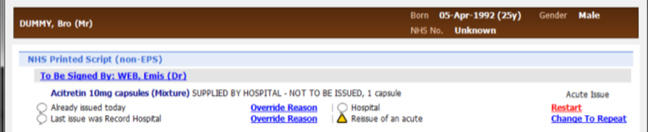 DUMMY, Bro (Mr)
Born 05-Apr-1992 (25y) Gender Male
NHS No. Unknown
NHS Printed Script (non-EPS)
To Be Signed By: WEB, Emis (Dr)
Acitretin 10mg capsules (Mixture) SUPPLIED BY HOSPITAL - NOT TO BE ISSUED, 1 capsule Acute Issue
Already issued today Override Reason Hospital Restart
Last issue was Record Hospital Override Reason Reissue of an acute Change To Repeat